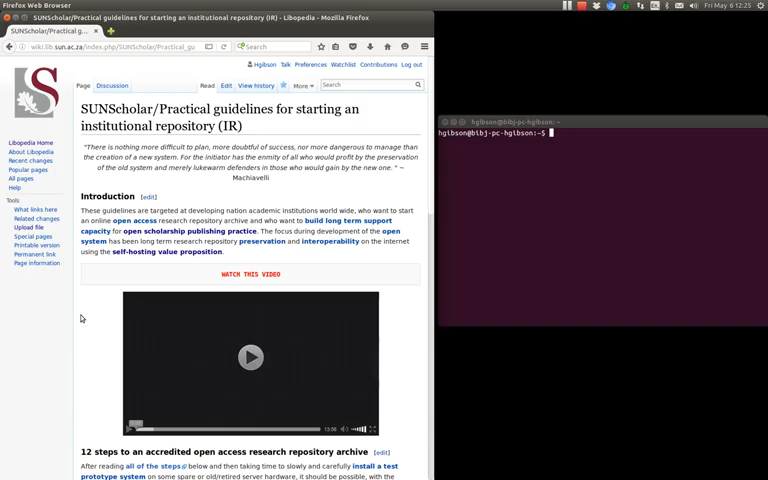 Firefox Web Browser
Fri May 6 12:25
SUNScholar/Practical guidelines for starting an institutional repository (IR) - Libopedia - Mozilla Firefox
SUNScholar/Practical g...
wiki.lib.sun.ac.za/index.php/SUNScholar/Practical_gu
Search
Hgibson Talk Preferences Watchlist Contributions Log out
Page Discussion Read Edit View history More Search
SUNScholar/Practical guidelines for starting an
institutional repository (IR)
"There is nothing more difficult to plan, more doubtful of success, nor more dangerous to manage than
the creation of a new system. For the initiator has the enmity of all who would profit by the preservation
of the old system and merely lukewarm defenders in those who would gain by the new one. " ~
Machiavelli
Libopedia Home
About Libopedia
Recent changes
Popular pages
All pages
Help
Tools
What links here
Related changes
Upload file
Special pages
Printable version
Permanent link
Page information
Introduction [edit]
These guidelines are targeted at developing nation academic institutions world wide, who want to start
an online open access research repository archive and who want to build long term support
capacity for open scholarship publishing practice. The focus during development of the open
system has been long term research repository preservation and interoperability on the internet
using the self-hosting value proposition.
WATCH THIS VIDEO
13:56
12 steps to an accredited open access research repository archive [edit]
After reading all of the steps below and then taking time to slowly and carefully install a test
prototype system on some spare or old/retired server hardware, it should be possible, with the
hgibson@bibj-pc-hgibson: ~
hgibson@bibj-pc-hgibson:~$